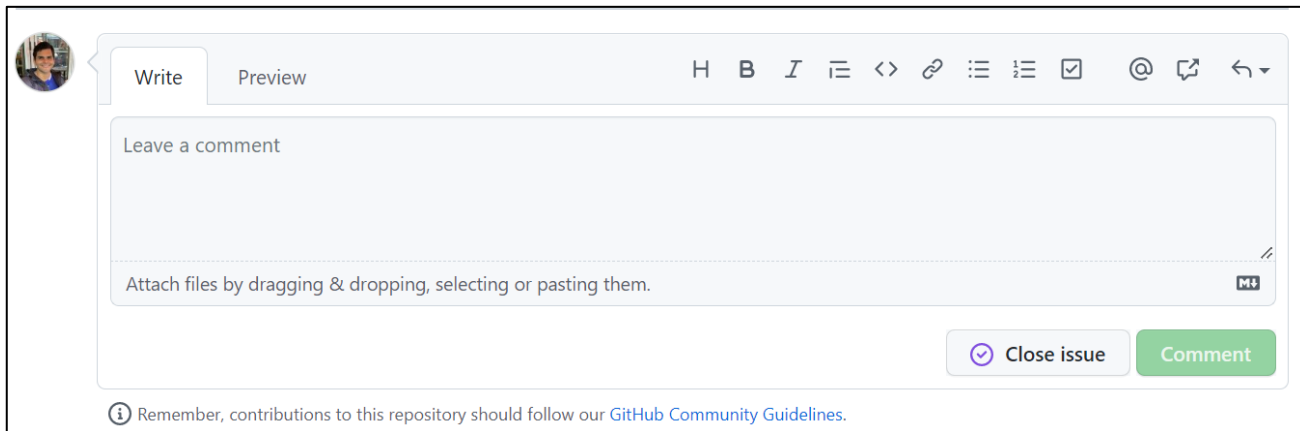 Write Preview H B I <>
Leave a comment
Attach files by dragging & dropping, selecting or pasting them.
M↓
Close issue Comment
Remember, contributions to this repository should follow our GitHub Community Guidelines.